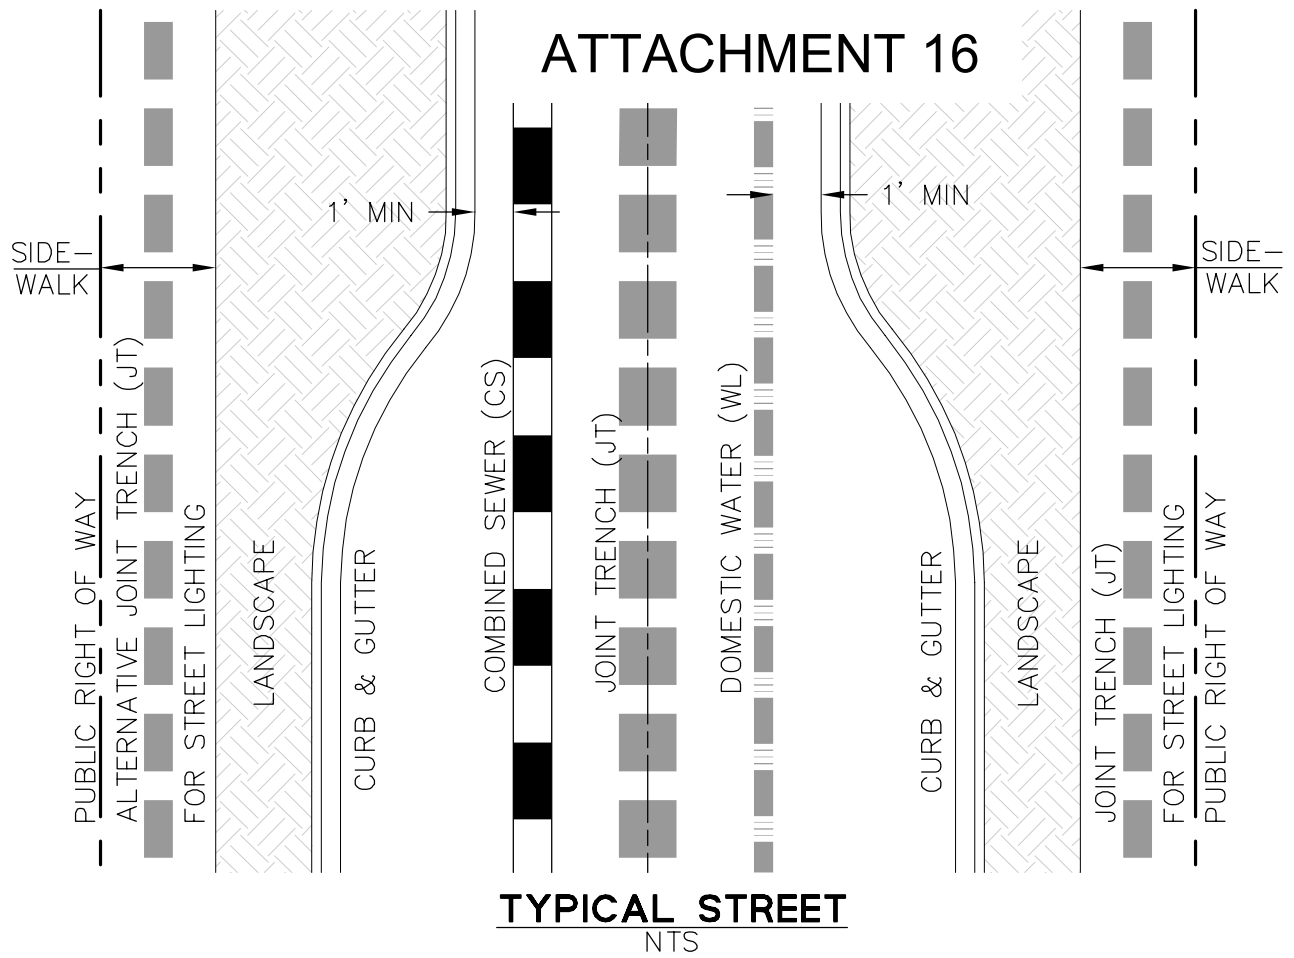 ATTACHMENT 16
1' MIN
1' MIN
SIDE-
WALK
SIDE-
WALK
PUBLIC RIGHT OF WAY
ALTERNATIVE JOINT TRENCH (JT)
FOR STREET LIGHTING
LANDSCAPE
CURB & GUTTER
COMBINED SEWER (CS)
JOINT TRENCH (JT)
DOMESTIC WATER (WL)
CURB & GUTTER
LANDSCAPE
JOINT TRENCH (JT)
FOR STREET LIGHTING
PUBLIC RIGHT OF WAY
TYPICAL STREET
NTS